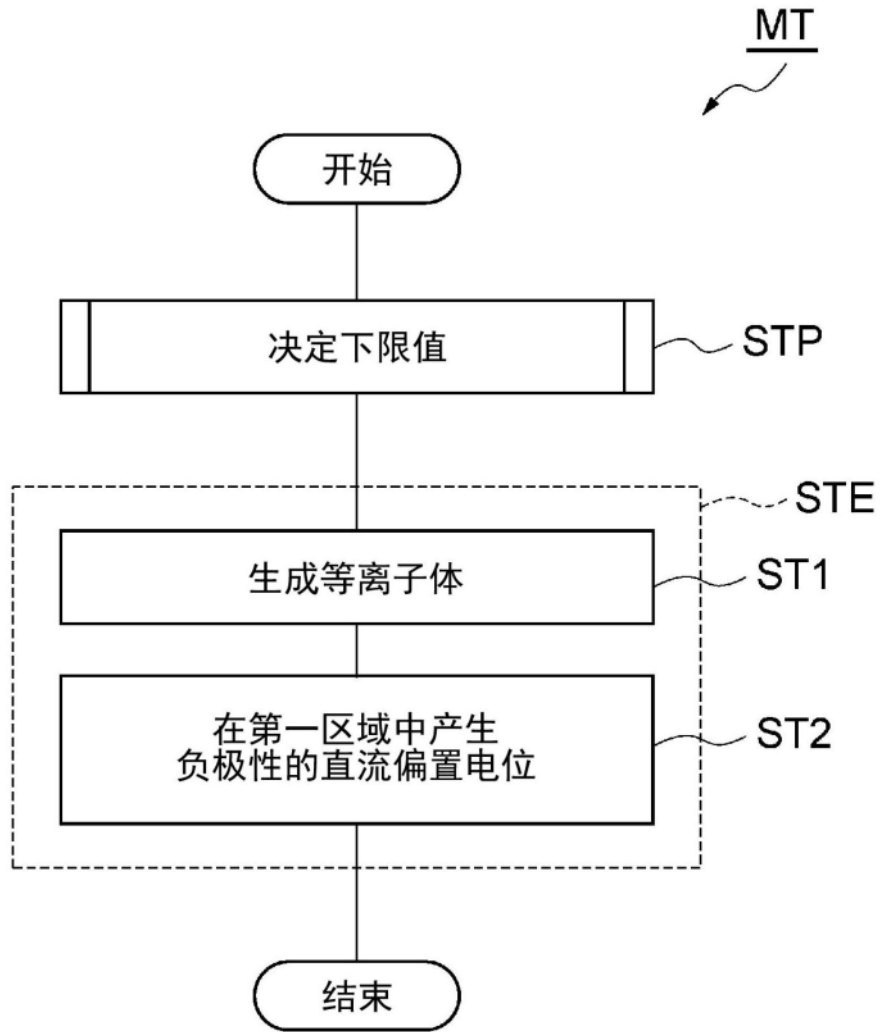 MT
开始
决定下限值
STP
STE
生成等离子体
ST1
在第一区域中产生
负极性的直流偏置电位
ST2
结束